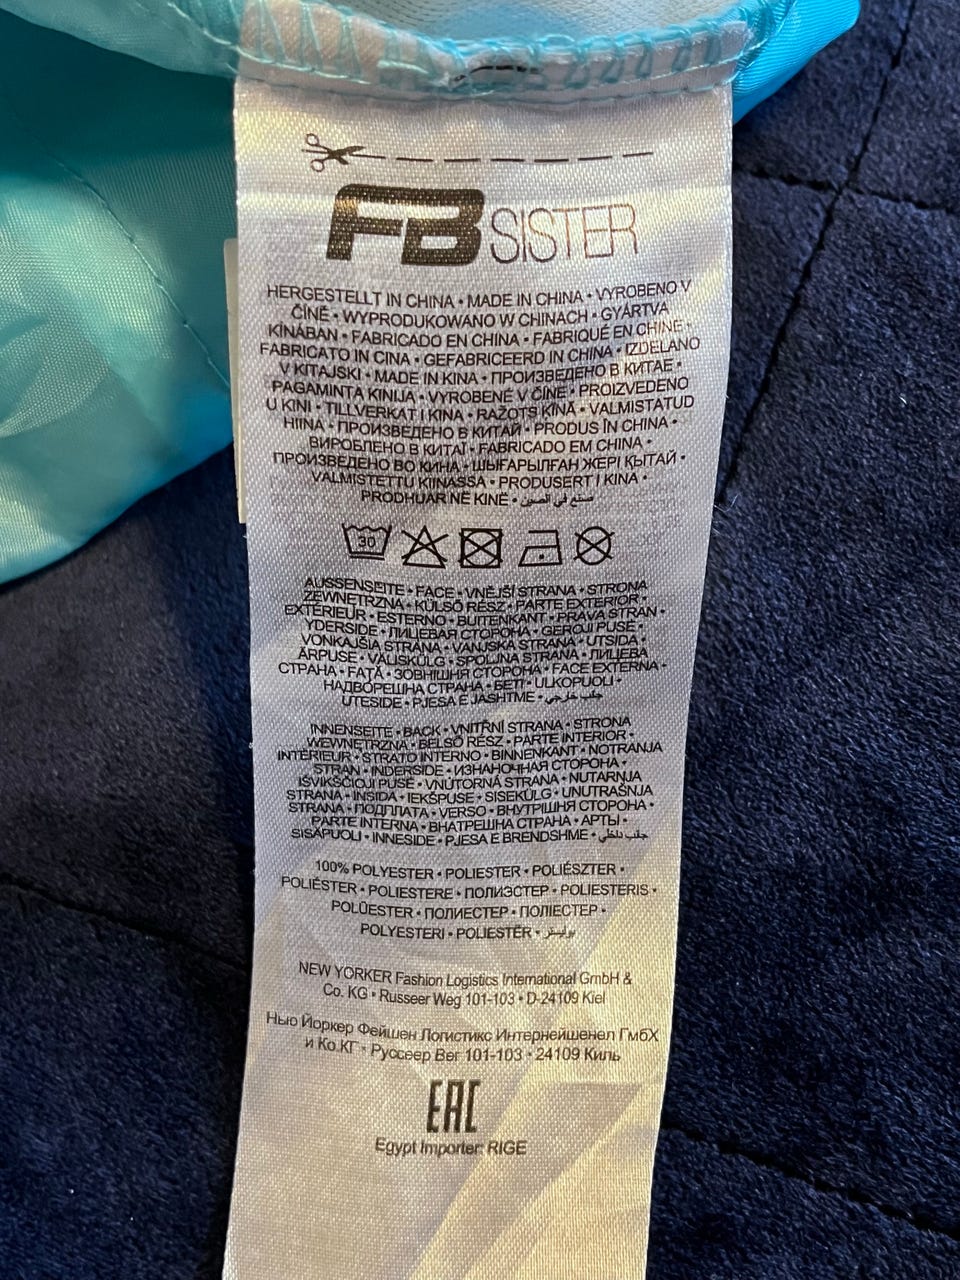 FB SISTER
HERGESTELLT IN CHINA • MADE IN CHINA • VYROBENO V
ČÍNĚ • WYPRODUKOWANO W CHINACH • GYÁRTVA
KÍNÁBAN • FABRICADO EN CHINA • FABRIQUÉ EN CHINE •
FABRICATO IN CINA • GEFABRICEERD IN CHINA • IZDELANO
V KITAJSKI • MADE IN KINA • ПРОИЗВЕДЕНО В КИТАЕ •
PAGAMINTA KINIJA • VYROBENÉ V ČÍNE • PROIZVEDENO
U KINI • TILLVERKAT I KINA • RAŽOTS ĶĪNĀ • VALMISTATUD
HIINA • ПРОИЗВЕДЕНО В КИТАЙ • PRODUS ÎN CHINA •
ВИРОБЛЕНО В КИТАЇ • FABRICADO EM CHINA •
ПРОИЗВЕДЕНО ВО КИНА • ШЫҒАРЫЛҒАН ЖЕРІ ҚЫТАЙ •
VALMISTETTU KIINASSA • PRODUSERT I KINA •
PRODHUAR NË KINË • صنع في الصين
30
AUSSENSEITE • FACE • VNĚJŠÍ STRANA • STRONA
ZEWNĘTRZNA • KÜLSŐ RÉSZ • PARTE EXTERIOR •
EXTÉRIEUR • ESTERNO • BUITENKANT • PRAVA STRAN •
YDERSIDE • ЛИЦЕВАЯ СТОРОНА • GEROJI PUSĖ •
VONKAJŠIA STRANA • VANJSKA STRANA • UTSIDA •
ĀRPUSE • VÄLISKÜLG • SPOLJNA STRANA • ЛИЦЕВА
СТРАНА • FAȚĂ • ЗОВНІШНЯ СТОРОНА • FACE EXTERNA •
НАДВОРЕШНА СТРАНА • БЕТІ • ULKOPUOLI •
UTESIDE • PJESA E JASHTME • جلب خارجي
INNENSEITE • BACK • VNITŘNÍ STRANA • STRONA
WEWNĘTRZNA • BELSŐ RÉSZ • PARTE INTERIOR •
INTÉRIEUR • STRATO INTERNO • BINNENKANT • NOTRANJA
STRAN • INDERSIDE • ИЗНАНОЧНАЯ СТОРОНА •
IŠVIKŠČIOJI PUSĖ • VNÚTORNÁ STRANA • NUTARNJA
STRANA • INSIDA • IEKŠPUSE • SISEKÜLG • UNUTRAŠNJA
STRANA • ПОДПЛАТА • VERSO • ВНУТРІШНЯ СТОРОНА •
PARTE INTERNA • ВНАТРЕШНА СТРАНА • АРТЫ •
SISÄPUOLI • INNESIDE • PJESA E BRENDSHME • جلب داخلي
100% POLYESTER • POLIESTER • POLIÉSZTER •
POLIÉSTER • POLIESTERE • ПОЛИЭСТЕР • POLIESTERIS •
POLÜESTER • ПОЛИЕСТЕР • ПОЛІЕСТЕР •
POLYESTERI • POLIESTËR • بوليستر
NEW YORKER Fashion Logistics International GmbH &
Co. KG • Russeer Weg 101-103 • D-24109 Kiel
Нью Йоркер Фейшен Логистикс Интернейшенел ГмбХ
и Ко.КГ • Руссеер Вег 101-103 • 24109 Киль
EAC
Egypt Importer: RIGE